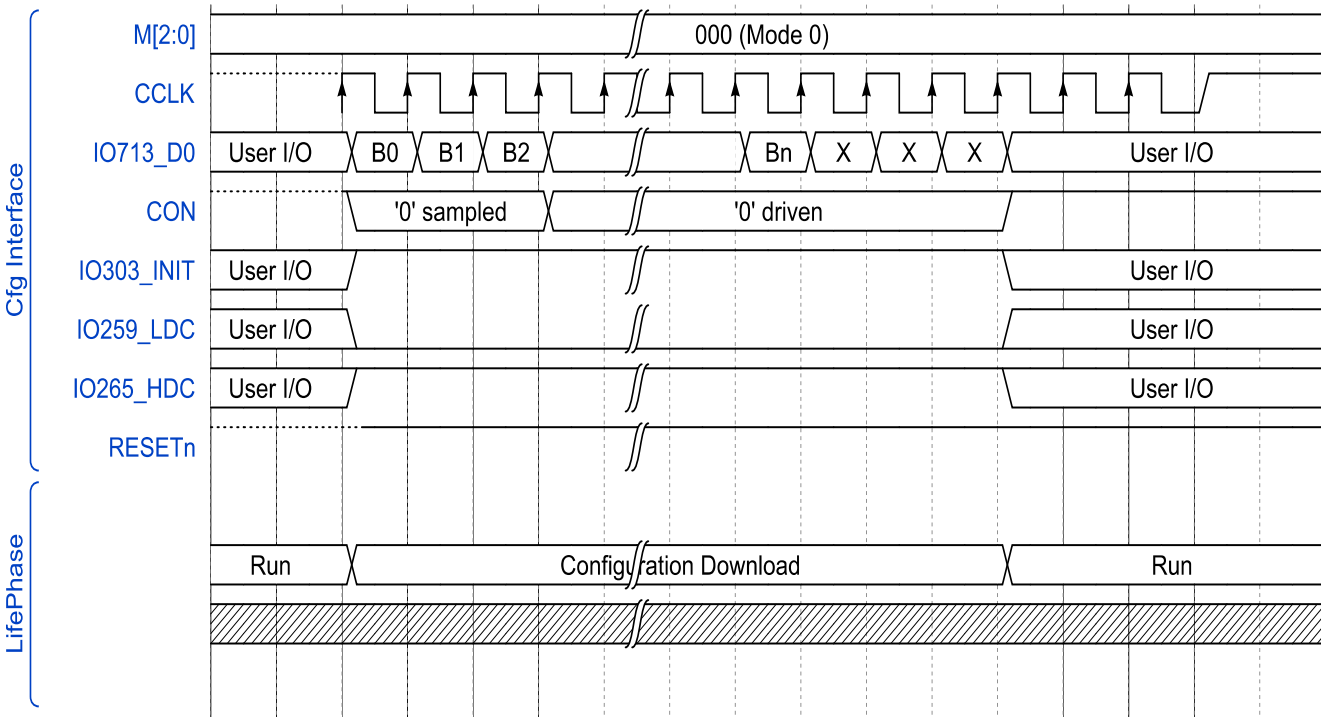 M[2:0] 000 (Mode 0)
CCLK
IO713_D0 User I/O B0 B1 B2 Bn X X X User I/O
CON '0' sampled '0' driven
IO303_INIT User I/O User I/O
IO259_LDC User I/O User I/O
IO265_HDC User I/O User I/O
RESETn
Cfg Interface
Run Configuration Download Run
LifePhase